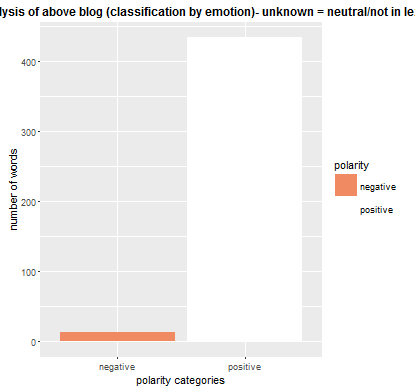 lysis of above blog (classification by emotion)- unknown = neutral/not in le
number of words
400
300
200
100
0
negative
positive
polarity categories
polarity
negative
positive